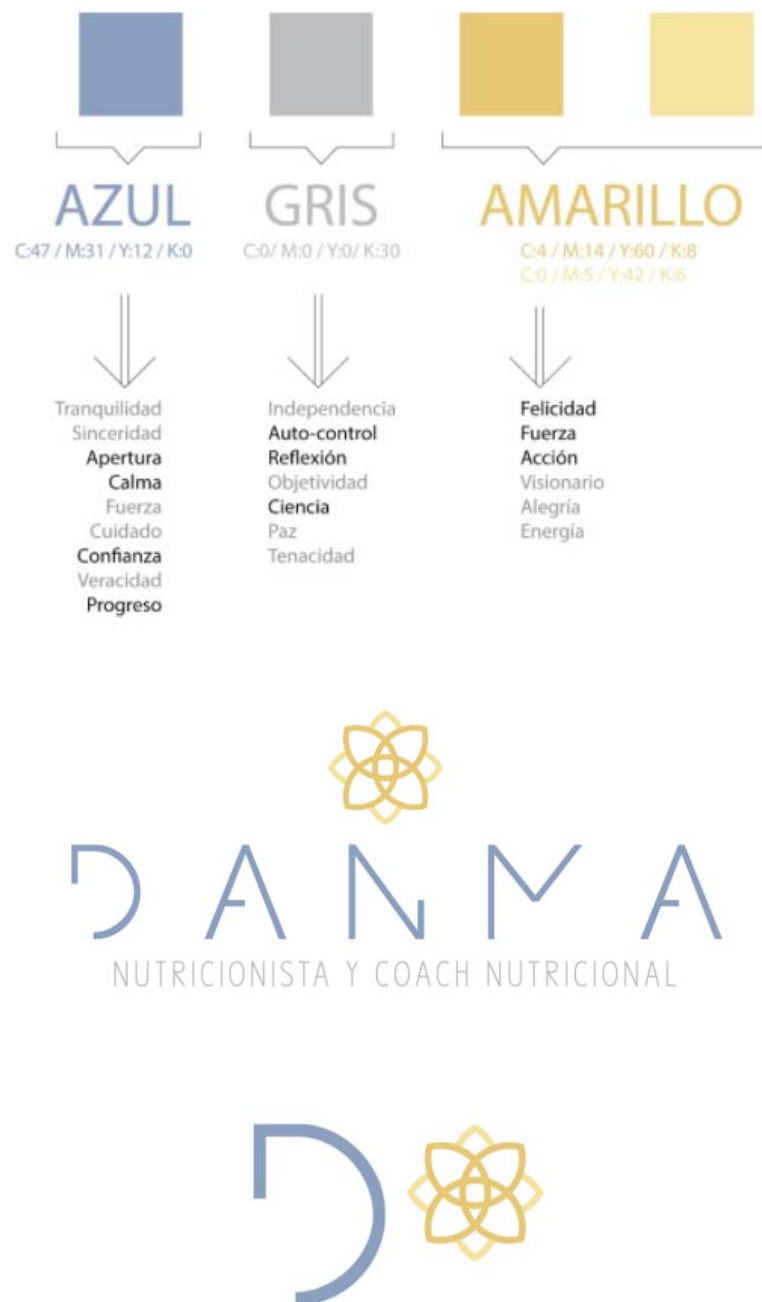 AZUL
C:47 / M:31 / Y:12 / K:0
Tranquilidad
Sinceridad
Apertura
Calma
Fuerza
Cuidado
Confianza
Veracidad
Progreso
GRIS
C:0/ M:0 / Y:0/ K:30
Independencia
Auto-control
Reflexión
Objetividad
Ciencia
Paz
Tenacidad
AMARILLO
C:4 / M:14 / Y:60 / K:8
C:0 / M:5 / Y:42 / K:6
Felicidad
Fuerza
Acción
Visionario
Alegría
Energía
DANMA
NUTRICIONISTA Y COACH NUTRICIONAL
D